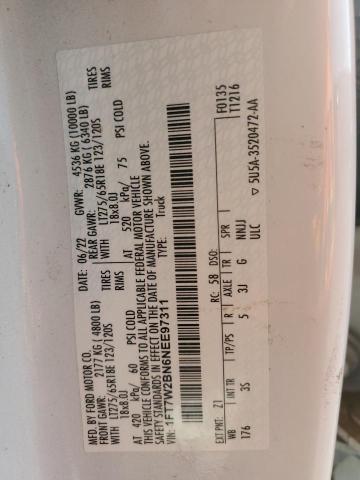 MFD. BY FORD MOTOR CO.
DATE: 06/22 GVWR: 4536 KG (10000 LB)
FRONT GAWR: 2177 KG ( 4800 LB) REAR GAWR: 2876 KG ( 6340 LB)
WITH LT275/65R18E 123/120S TIRES WITH LT275/65R18E 123/120S TIRES
18x8.0J RIMS 18x8.0J RIMS
AT 420 kPa/ 60 PSI COLD AT 520 kPa/ 75 PSI COLD
THIS VEHICLE CONFORMS TO ALL APPLICABLE FEDERAL MOTOR VEHICLE
SAFETY STANDARDS IN EFFECT ON THE DATE OF MANUFACTURE SHOWN ABOVE.
VIN: 1FT7W2BN6NEE97311 TYPE: Truck
F0135
T1216
EXT PNT: Z1 RC: 58 DSO:
WB INT TR TP/PS R AXLE TR SPR
176 3S 5 3J G NNJJ
ULC
▽ 5U5A-3520472-AA